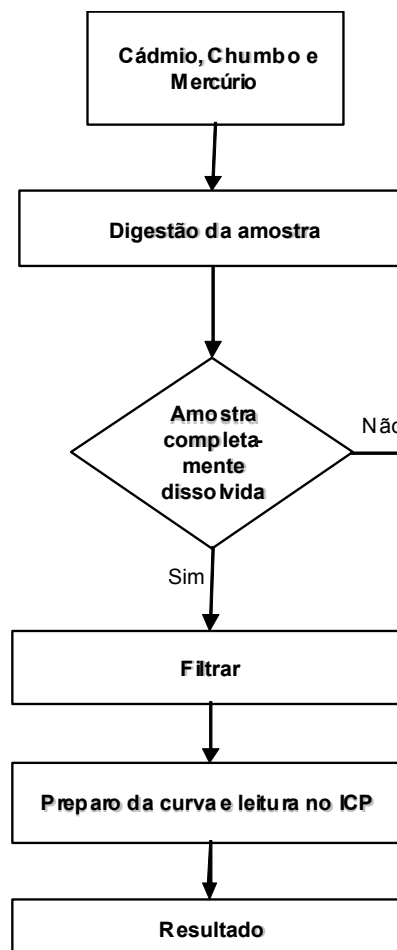 Cádmio, Chumbo e
Mercúrio
Digestão da amostra
Amostra
completa-
mente
dissolvida
Não
Sim
Filtrar
Preparo da curva e leitura no ICP
Resultado